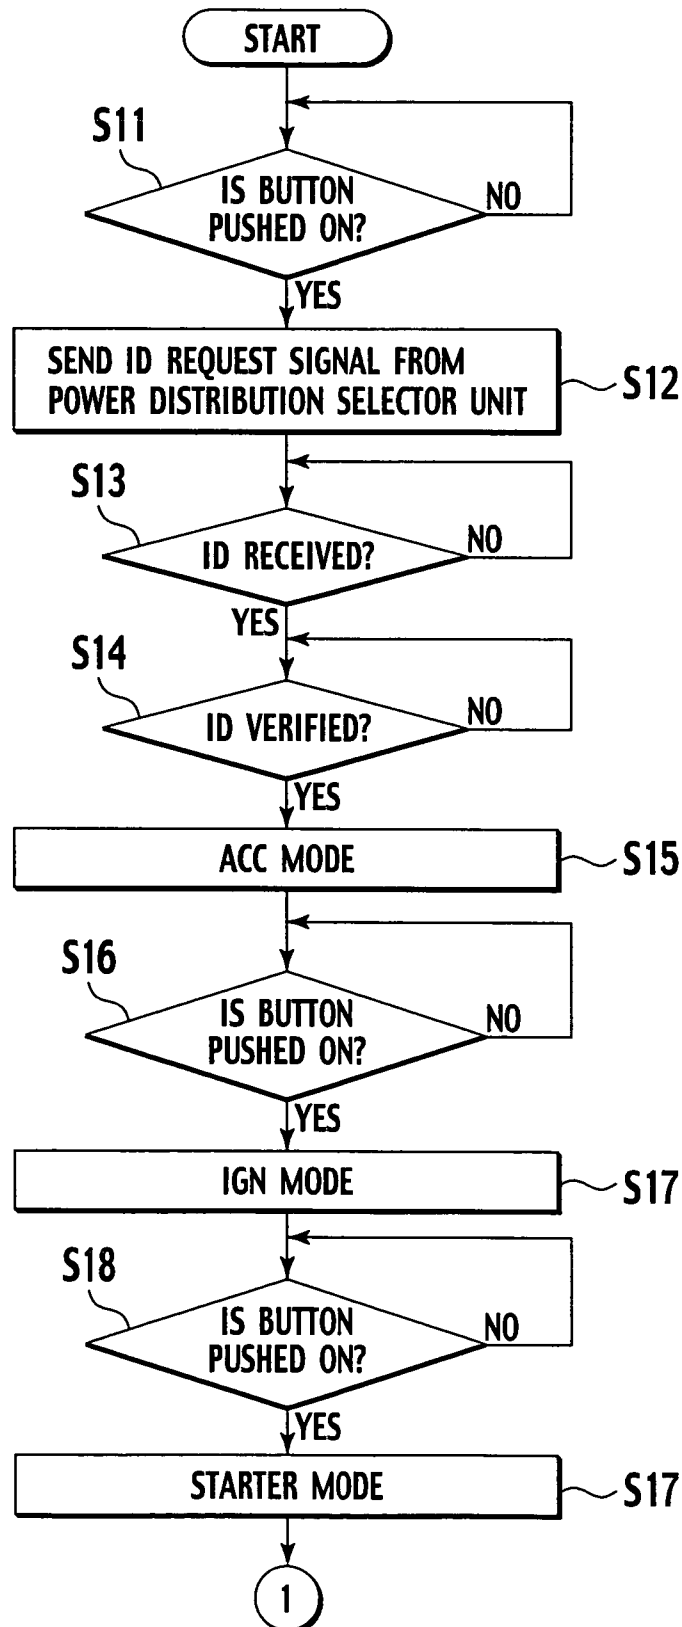 START
S11
IS BUTTON
PUSHED ON?
NO
YES
SEND ID REQUEST SIGNAL FROM
POWER DISTRIBUTION SELECTOR UNIT
S12
S13
ID RECEIVED?
NO
YES
S14
ID VERIFIED?
NO
YES
ACC MODE
S15
S16
IS BUTTON
PUSHED ON?
NO
YES
IGN MODE
S17
S18
IS BUTTON
PUSHED ON?
NO
YES
STARTER MODE
S17
1